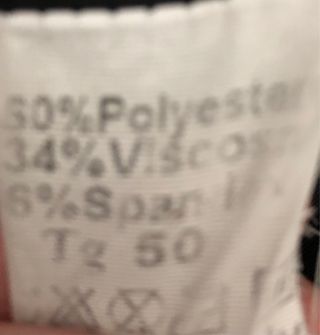 60%Polyester
34%Viscose
6%Span
Tg 50